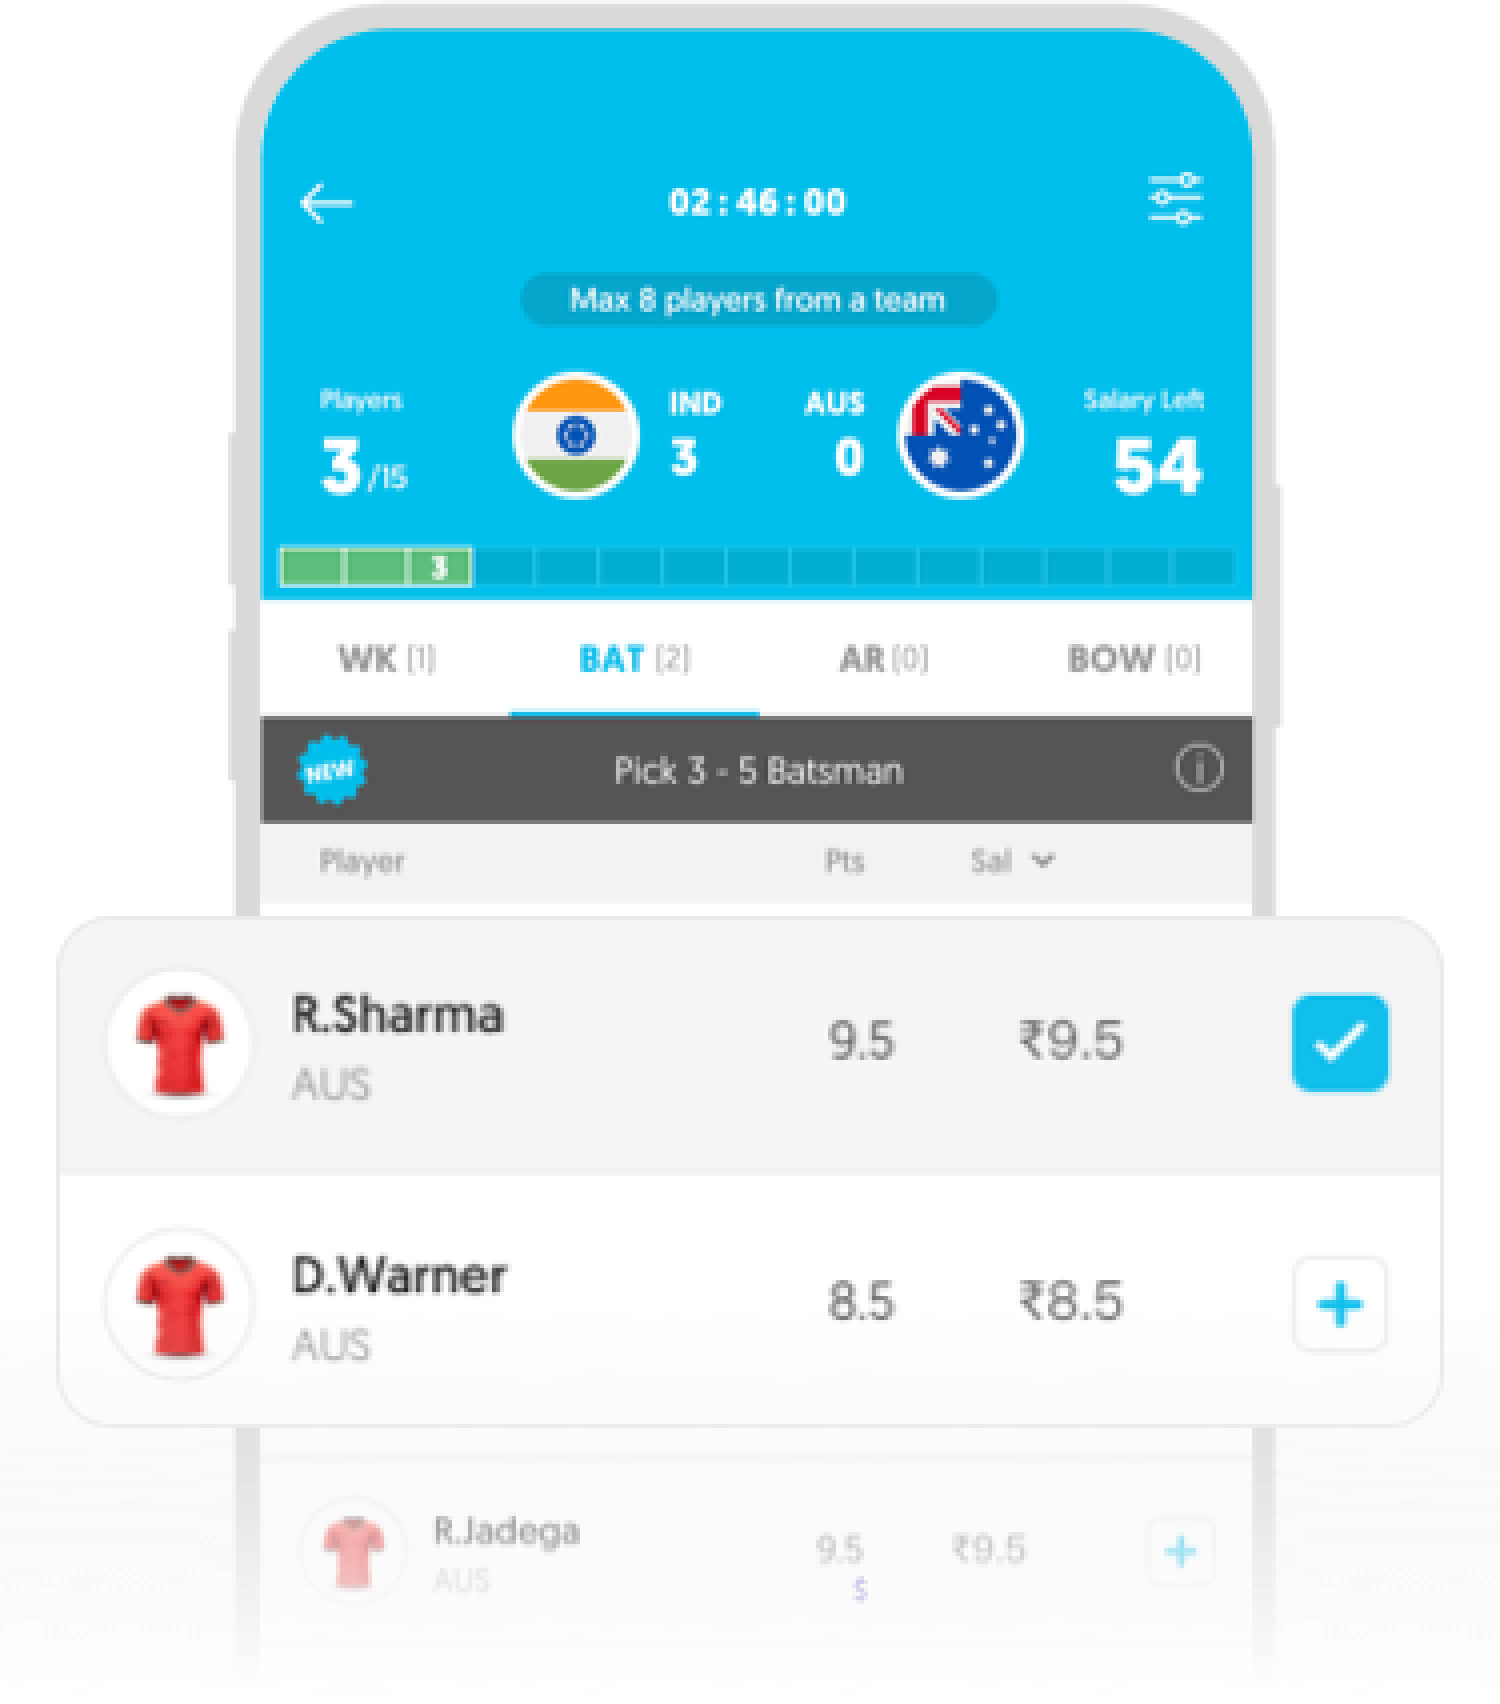 02:46:00
Max 8 players from a team
Players IND AUS Salary Left
3/15 3 0 54
3
WK (1) BAT (2) AR (0) BOW (0)
NEW Pick 3 - 5 Batsman
Player Pts Sal
R.Sharma 9.5 ₹9.5
AUS
D.Warner 8.5 ₹8.5
AUS
R.Jadega 9.5 ₹9.5
AUS S